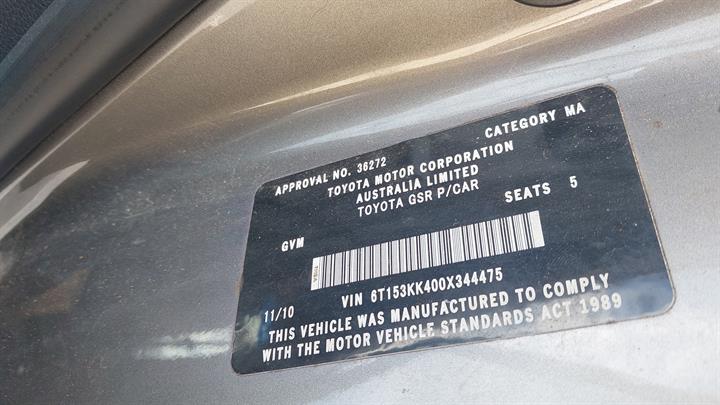 APPROVAL NO. 36272 CATEGORY MA
TOYOTA MOTOR CORPORATION
AUSTRALIA LIMITED
TOYOTA GSR P/CAR
GVM SEATS 5
VIN 6T153KK400X344475
11/10
THIS VEHICLE WAS MANUFACTURED TO COMPLY
WITH THE MOTOR VEHICLE STANDARDS ACT 1989